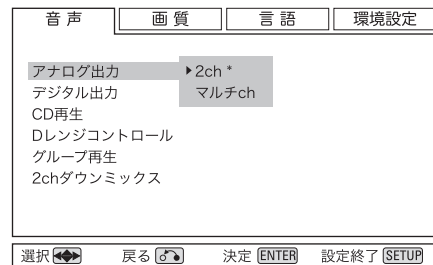 音声 画質 言語 環境設定
アナログ出力 ▶2ch *
デジタル出力 マルチch
CD再生
Dレンジコントロール
グループ再生
2chダウンミックス
選択 戻る 決定 ENTER 設定終了 SETUP